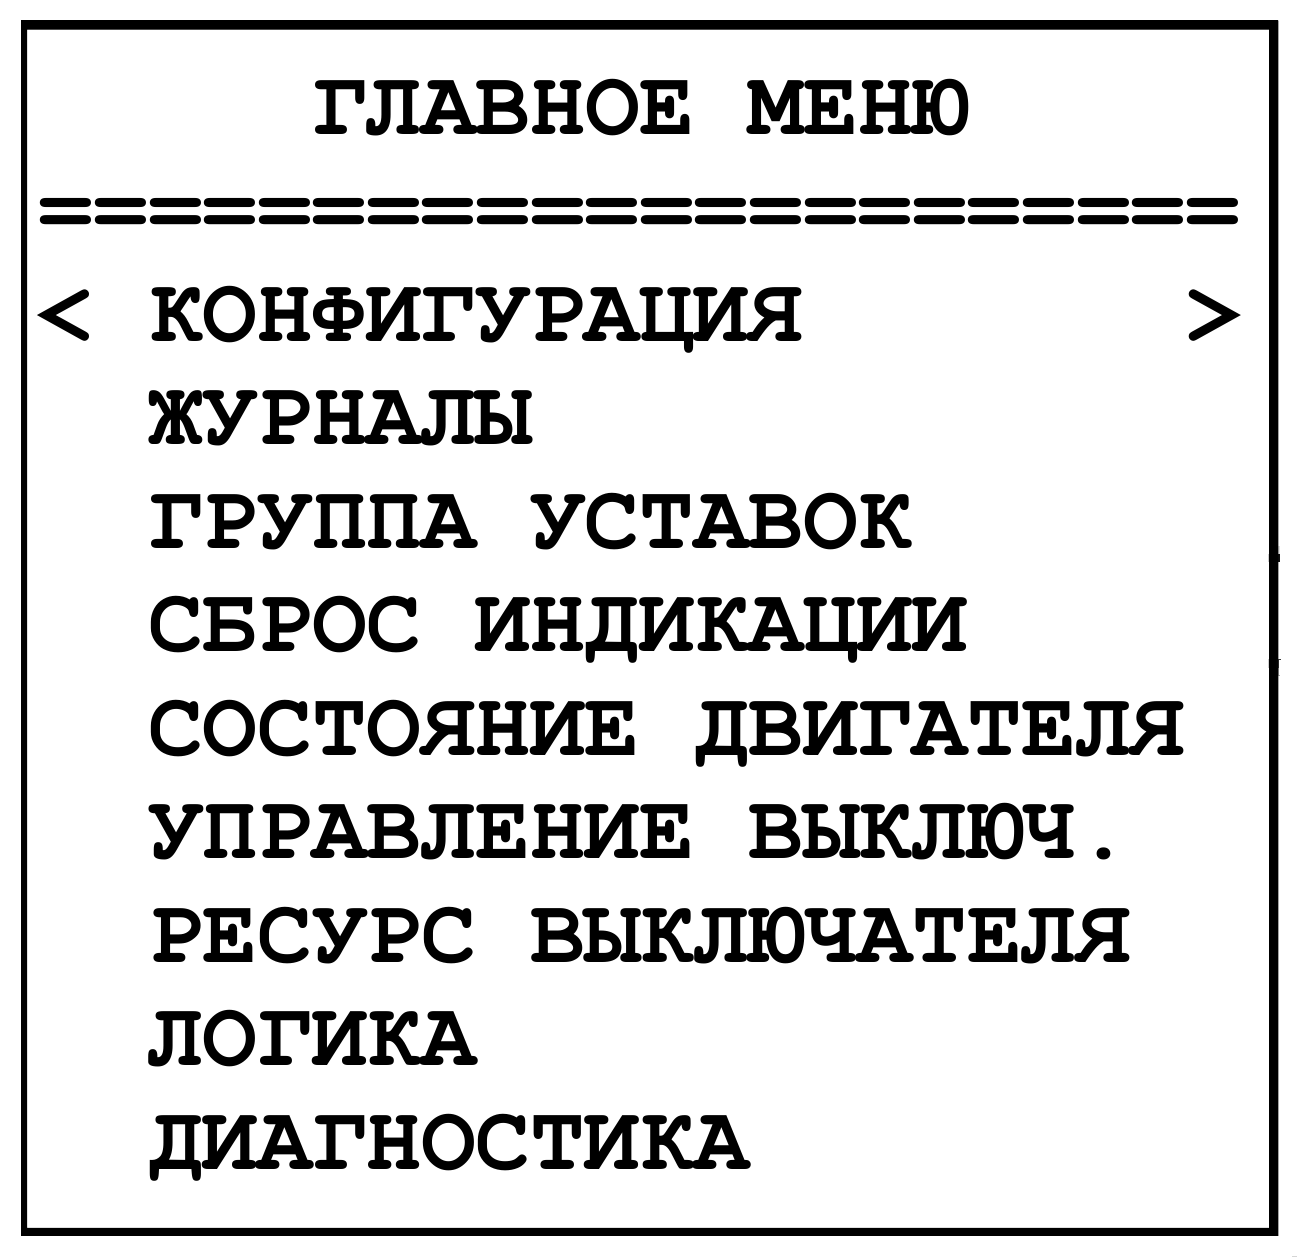 ГЛАВНОЕ МЕНЮ
======================
< КОНФИГУРАЦИЯ >
ЖУРНАЛЫ
ГРУППА УСТАВОК
СБРОС ИНДИКАЦИИ
СОСТОЯНИЕ ДВИГАТЕЛЯ
УПРАВЛЕНИЕ ВЫКЛЮЧ.
РЕСУРС ВЫКЛЮЧАТЕЛЯ
ЛОГИКА
ДИАГНОСТИКА